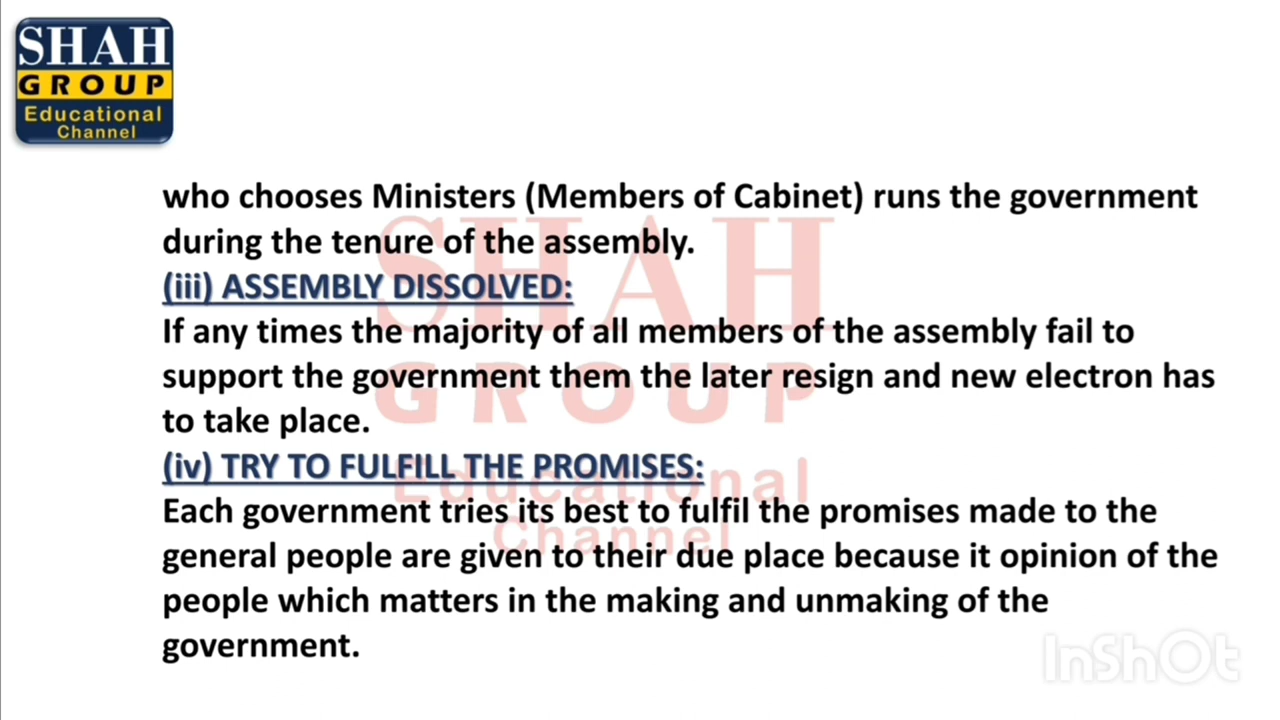 SHAH
GROUP
Educational
Channel
who chooses Ministers (Members of Cabinet) runs the government
during the tenure of the assembly.
(iii) ASSEMBLY DISSOLVED:
If any times the majority of all members of the assembly fail to
support the government them the later resign and new electron has
to take place.
(iv) TRY TO FULFILL THE PROMISES:
Each government tries its best to fulfil the promises made to the
general people are given to their due place because it opinion of the
people which matters in the making and unmaking of the
government.
SHAH
GROUP
Educational
Channel
InShOt